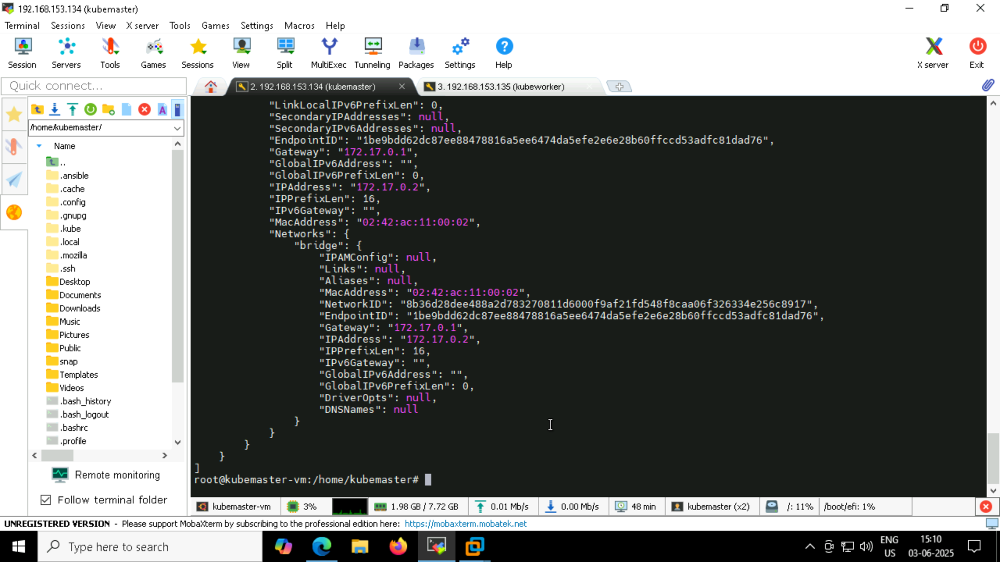 192.168.153.134 (kubemaster)
Terminal Sessions View X server Tools Games Settings Macros Help
Session Servers Tools Games Sessions View Split MultiExec Tunneling Packages Settings Help X server Exit
Quick connect...
2. 192.168.153.134 (kubemaster)
3. 192.168.153.135 (kubeworker)
/home/kubemaster/
Name
..
.ansible
.cache
.config
.gnupg
.kube
.local
.mozilla
.ssh
Desktop
Documents
Downloads
Music
Pictures
Public
snap
Templates
Videos
.bash_history
.bash_logout
.bashrc
.profile
Remote monitoring
Follow terminal folder
"LinkLocalIPv6PrefixLen": 0,
"SecondaryIPAddresses": null,
"SecondaryIPv6Addresses": null,
"EndpointID": "1be9bdd62dc87ee88478816a5ee6474da5efe2e6e28b60ffccd53adfc81dad76",
"Gateway": "172.17.0.1",
"GlobalIPv6Address": "",
"GlobalIPv6PrefixLen": 0,
"IPAddress": "172.17.0.2",
"IPPrefixLen": 16,
"IPv6Gateway": "",
"MacAddress": "02:42:ac:11:00:02",
"Networks": {
"bridge": {
"IPAMConfig": null,
"Links": null,
"Aliases": null,
"MacAddress": "02:42:ac:11:00:02",
"NetworkID": "8b36d28dee488a2d783270811d6000f9af21fd548f8caa06f326334e256c8917",
"EndpointID": "1be9bdd62dc87ee88478816a5ee6474da5efe2e6e28b60ffccd53adfc81dad76",
"Gateway": "172.17.0.1",
"IPAddress": "172.17.0.2",
"IPPrefixLen": 16,
"IPv6Gateway": "",
"GlobalIPv6Address": "",
"GlobalIPv6PrefixLen": 0,
"DriverOpts": null,
"DNSNames": null
}
}
}
}
]
root@kubemaster-vm:/home/kubemaster#
kubemaster-vm 3% 1.98 GB / 7.72 GB 0.01 Mb/s 0.00 Mb/s 48 min kubemaster (x2) /: 11% /boot/efi: 1%
UNREGISTERED VERSION - Please support MobaXterm by subscribing to the professional edition here: https://mobaxterm.mobatek.net
Type here to search
ENG
US
15:10
03-06-2025